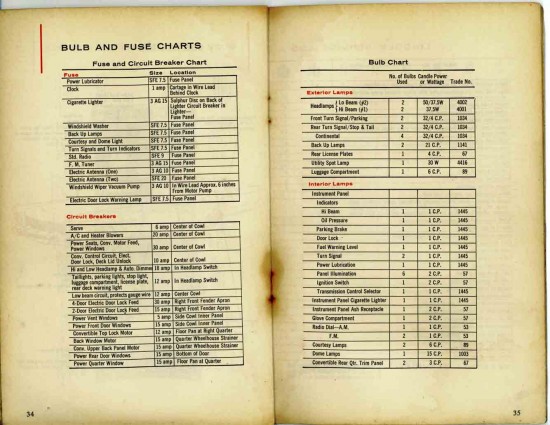 BULB AND FUSE CHARTS
Fuse and Circuit Breaker Chart
Fuse Size Location
Power Lubricator SFE 7.5 Fuse Panel
Clock 1 amp Cartage in Wire Lead Behind Clock
Cigarette Lighter 3 AG 15 Sulphur Disc on Back of Lighter Circuit Breaker in Lighter— Fuse Panel
Windshield Washer SFE 7.5 Fuse Panel
Back Up Lamps SFE 7.5 Fuse Panel
Courtesy and Dome Light SFE 7.5 Fuse Panel
Turn Signals and Turn Indicators SFE 7.5 Fuse Panel
Std. Radio SFE 9 Fuse Panel
F. M. Tuner 3 AG 15 Fuse Panel
Electric Antenna (One) 3 AG 10 Fuse Panel
Electric Antenna (Two) SFE 20 Fuse Panel
Windshield Wiper Vacuum Pump 3 AG 10 In Wire Lead Approx. 6 inches From Motor Pump
Electric Door Lock Warning Lamp SFE 7.5 Fuse Panel
Circuit Breakers
Servo 6 amp Center of Cowl
A/C and Heater Blowers 20 amp Center of Cowl
Power Seats, Conv. Motor Feed, Power Windows 30 amp Center of Cowl
Conv. Control Circuit, Elect. Door Lock, Deck Lid Unlock 10 amp Center of Cowl
Hi and Low Headlamp & Auto. Dimmer 18 amp In Headlamp Switch
Taillights, parking lights, stop light, luggage compartment, license plate, rear deck warning light 12 amp In Headlamp Switch
Low beam circuit, protects gauge wire 12 amp Center Cowl
4-Door Electric Door Lock Feed 30 amp Right Front Fender Apron
2-Door Electric Door Lock Feed 15 amp Right Front Fender Apron
Power Vent Windows 5 amp Side Cowl Inner Panel
Power Front Door Windows 15 amp Side Cowl Inner Panel
Convertible Top Lock Motor 12 amp Floor Pan at Right Quarter
Back Window Motor 15 amp Quarter Wheelhouse Strainer
Conv. Upper Back Panel Motor 15 amp Quarter Wheelhouse Strainer
Power Rear Door Windows 15 amp Bottom of Door
Power Quarter Window 15 amp Floor Pan at Quarter
34
Bulb Chart
No. of Bulbs Used Candle Power or Wattage Trade No.
Exterior Lamps
Headlamps Lo Beam (#2) 2 50/37.5W 4002
Hi Beam (#1) 2 37.5W 4001
Front Turn Signal/Parking 2 32/4 C.P. 1034
Rear Turn Signal/Stop & Tail 2 32/4 C.P. 1034
Continental 4 32/4 C.P. 1034
Back Up Lamps 2 21 C.P. 1141
Rear License Plates 1 4 C.P. 67
Utility Spot Lamp 1 30 W 4416
Luggage Compartment 1 6 C.P. 89
Interior Lamps
Instrument Panel
Indicators
Hi Beam 1 1 C.P. 1445
Oil Pressure 1 1 C.P. 1445
Parking Brake 1 1 C.P. 1445
Door Lock 1 1 C.P. 1445
Fuel Warning Level 1 1 C.P. 1445
Turn Signal 2 1 C.P. 1445
Power Lubrication 1 1 C.P. 1445
Panel Illumination 6 2 C.P. 57
Ignition Switch 1 2 C.P. 57
Transmission Control Selector 1 1 C.P. 1445
Instrument Panel Cigarette Lighter 1 1 C.P. 1445
Instrument Panel Ash Receptacle 1 2 C.P. 57
Glove Compartment 1 2 C.P. 57
Radio Dial—A.M. 1 1 C.P. 53
F.M. 2 1 C.P. 53
Courtesy Lamps 2 6 C.P. 89
Dome Lamps 1 15 C.P. 1003
Convertible Rear Qtr. Trim Panel 2 3 C.P. 67
35